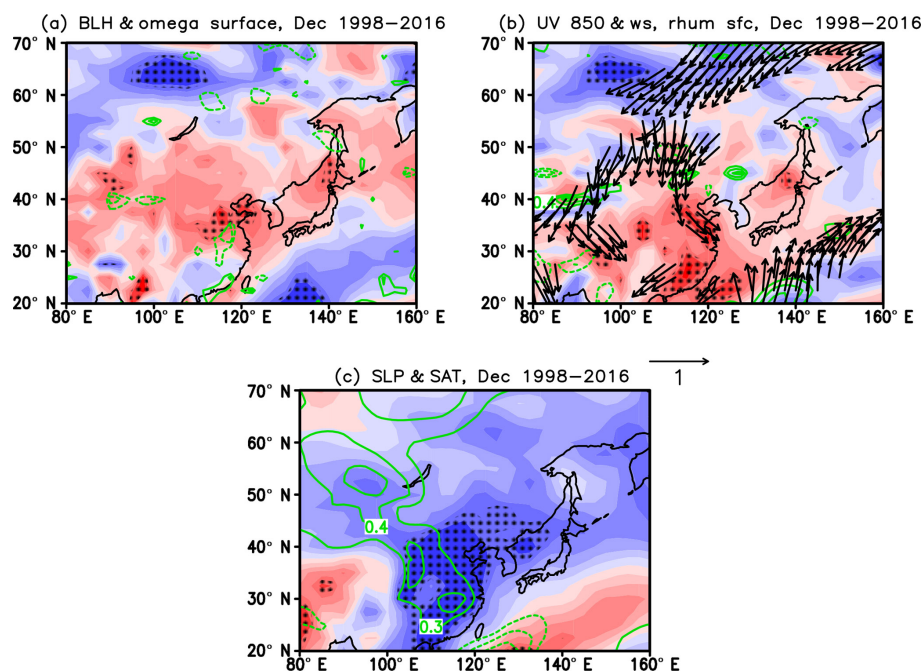 (a) BLH & omega surface, Dec 1998−2016
(b) UV 850 & ws, rhum sfc, Dec 1998−2016
70° N
60° N
50° N
40° N
30° N
20° N
80° E
100° E
120° E
140° E
160° E
70° N
60° N
50° N
40° N
30° N
20° N
80° E
100° E
120° E
140° E
160° E
1
(c) SLP & SAT, Dec 1998−2016
70° N
60° N
50° N
40° N
30° N
20° N
0.4
0.3
80° E
100° E
120° E
140° E
160° E